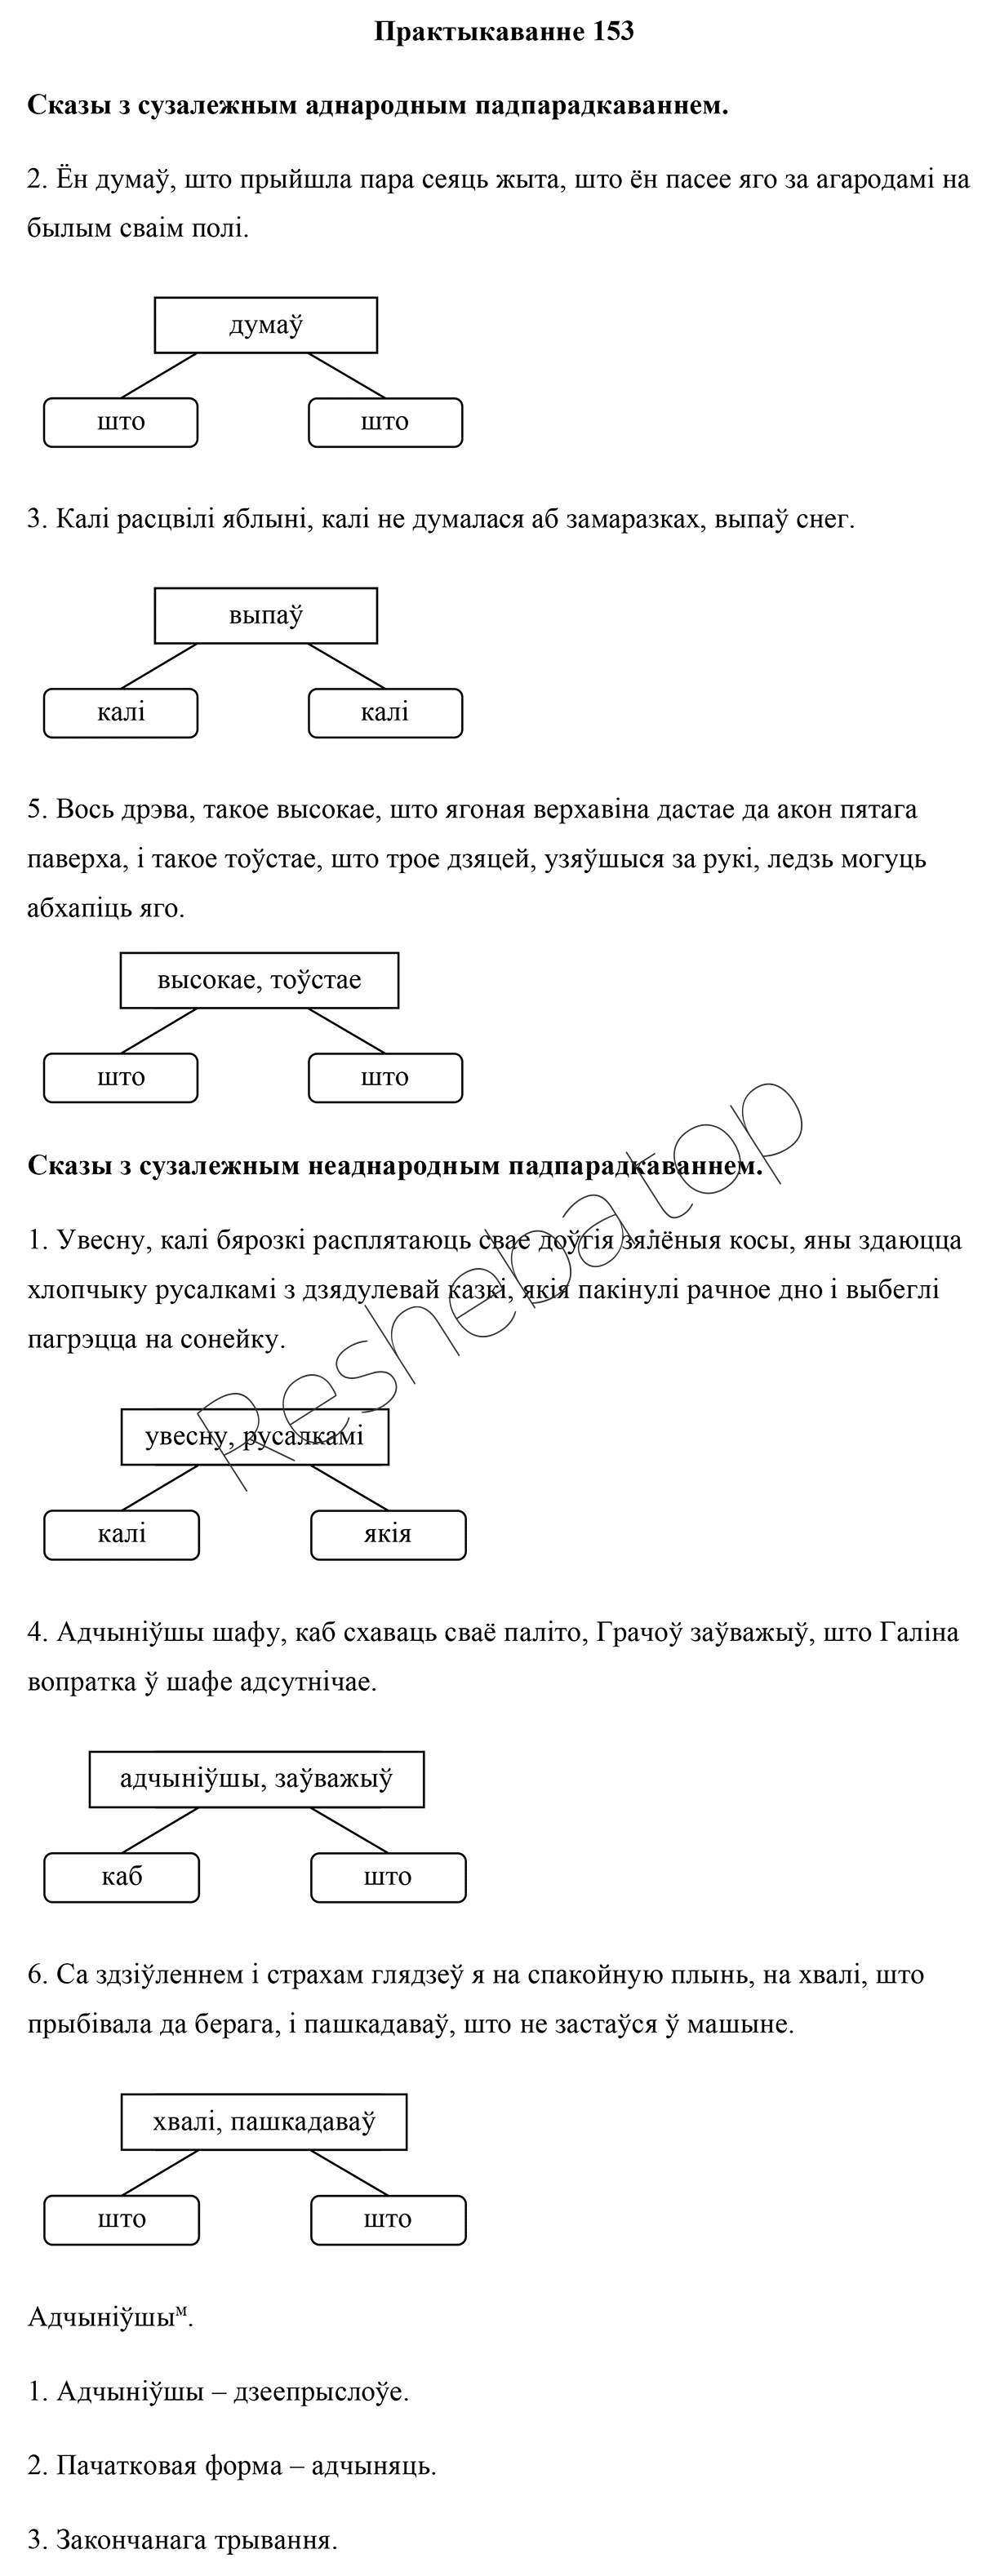 Практыкаванне 153
Сказы з сузалежным аднародным падпарадкаваннем.
2. Ён думаў, што прыйшла пара сеяць жыта, што ён пасее яго за агародамі на
былым сваім полі.
думаў
што што
3. Калі расцвілі яблыні, калі не думалася аб замаразках, выпаў снег.
выпаў
калі калі
5. Вось дрэва, такое высокае, што ягоная верхавіна дастае да акон пятага
паверха, і такое тоўстае, што трое дзяцей, узяўшыся за рукі, ледзь могуць
абхапіць яго.
высокае, тоўстае
што што
Сказы з сузалежным неаднародным падпарадкаваннем.
1. Увесну, калі бярозкі расплятаюць свае доўгія зялёныя косы, яны здаюцца
хлопчыку русалкамі з дзядулевай казкі, якія пакінулі рачное дно і выбеглі
пагрэцца на сонейку.
увесну, русалкамі
калі якія
4. Адчыніўшы шафу, каб схаваць сваё паліто, Грачоў заўважыў, што Галіна
вопратка ў шафе адсутнічае.
адчыніўшы, заўважыў
каб што
6. Са здзіўленнем і страхам глядзеў я на спакойную плынь, на хвалі, што
прыбівала да берага, і пашкадаваў, што не застаўся ў машыне.
хвалі, пашкадаваў
што што
Адчыніўшыᴹ.
1. Адчыніўшы – дзеепрыслоўе.
2. Пачатковая форма – адчыняць.
3. Закончанага трывання.
Reshepa.top